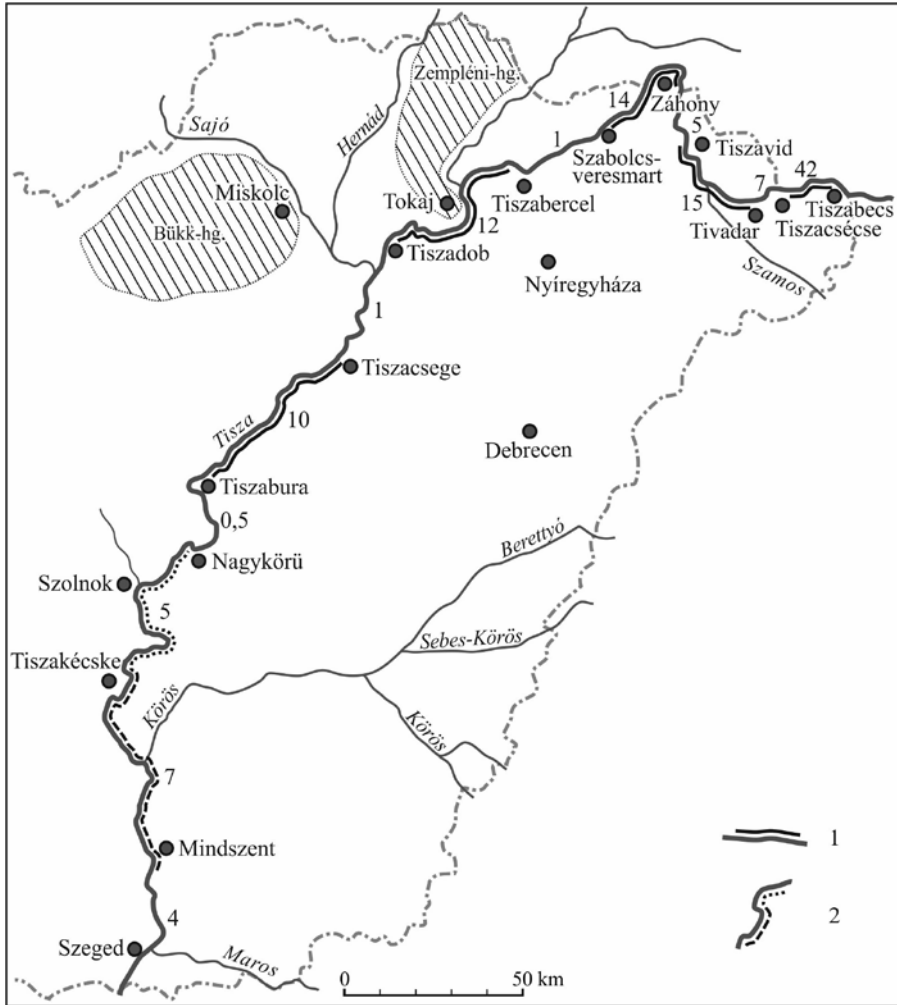 Zempléni-hg.
Hernád
Sajó
14
Záhony
5
Tiszavid
1
Szabolcs-
veresmart
Miskolc
Bükk-hg.
Tokaj
12
Tiszabercel
15
7
42
Tivadar
Tiszabecs
Tiszacsécse
Szamos
Tiszadob
Nyíregyháza
1
Tiszacsege
10
Tisza
Debrecen
Tiszabura
0,5
Nagykörü
Berettyó
Szolnok
5
Sebes-Körös
Tiszakécske
Körös
Körös
7
Mindszent
1
2
4
Szeged
Maros
0
50 km